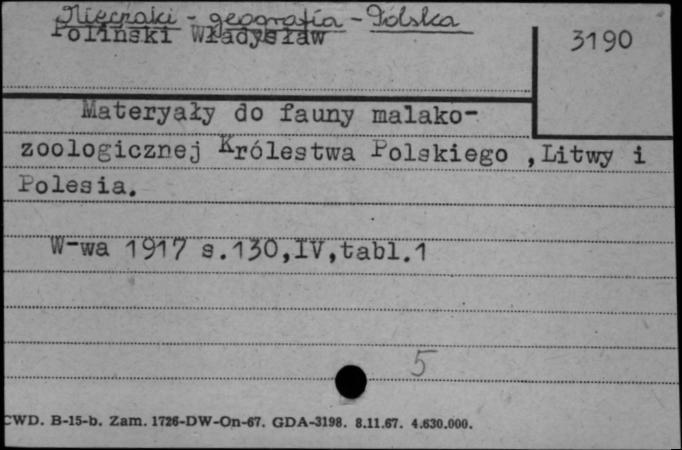 Mięczaki - geografia - Polska
Poliński Władysław
3190
Materyały do fauny malako-
zoologicznej Królestwa Polskiego ,Litwy i
Polesia.
W-wa 1917 s.130,IV,tabl.1
5
CWD. B-15-b. Zam. 1726-DW-On-67. GDA-3198. 8.11.67. 4.630.000.